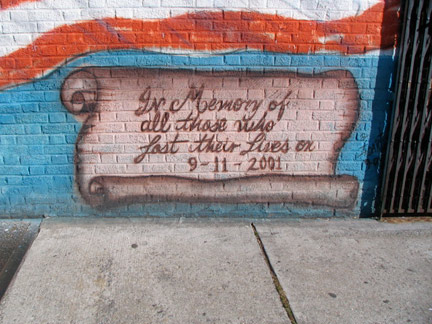 In Memory of
all those who
lost their lives on
9-11-2001